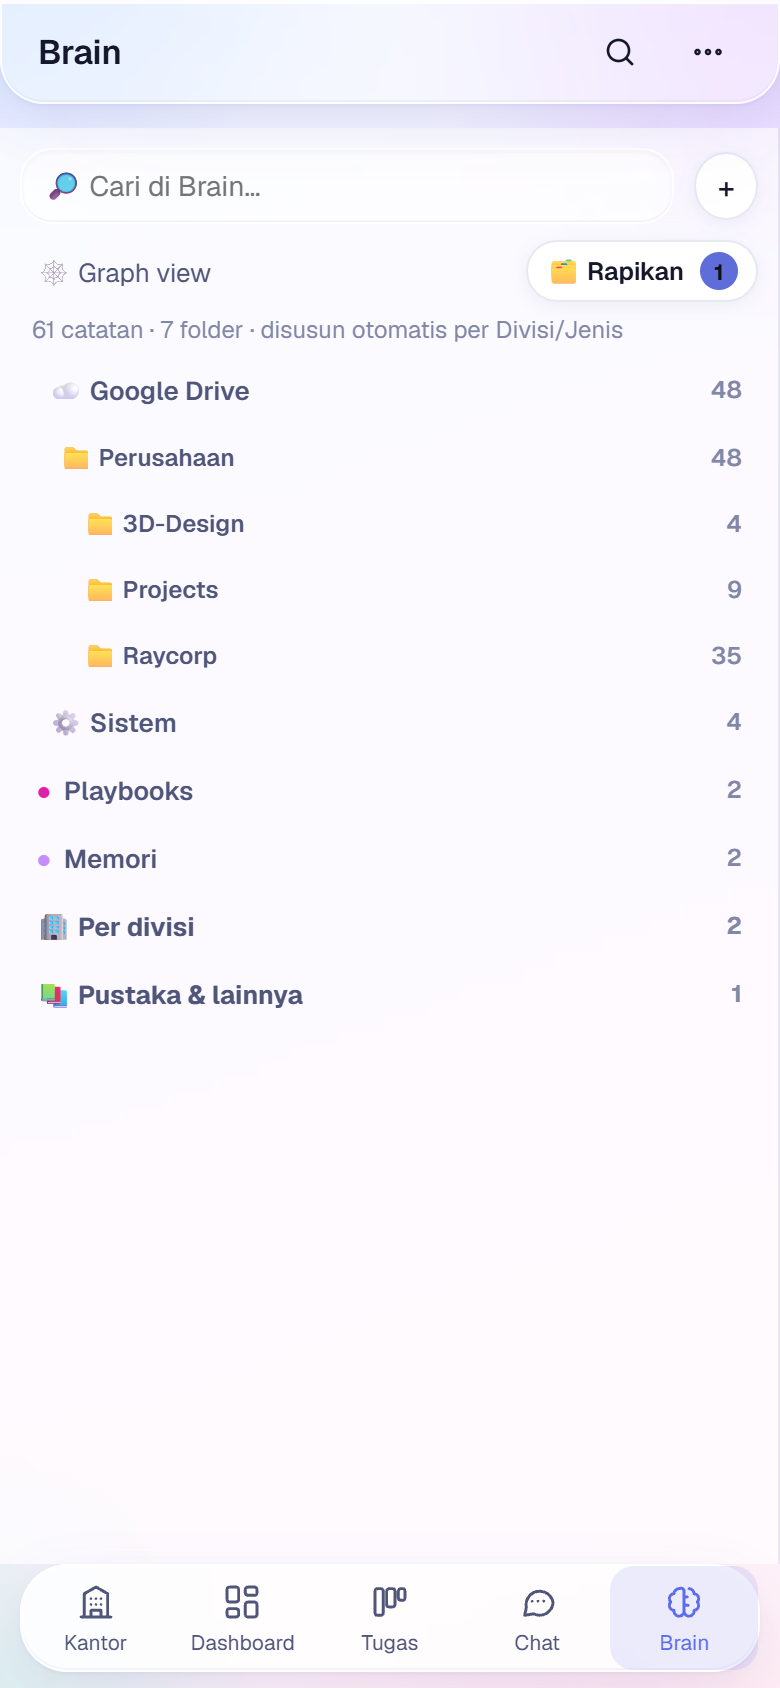 Brain
Cari di Brain...
+
Graph view
Rapikan 1
61 catatan · 7 folder · disusun otomatis per Divisi/Jenis
Google Drive 48
Perusahaan 48
3D-Design 4
Projects 9
Raycorp 35
Sistem 4
Playbooks 2
Memori 2
Per divisi 2
Pustaka & lainnya 1
Kantor Dashboard Tugas Chat Brain